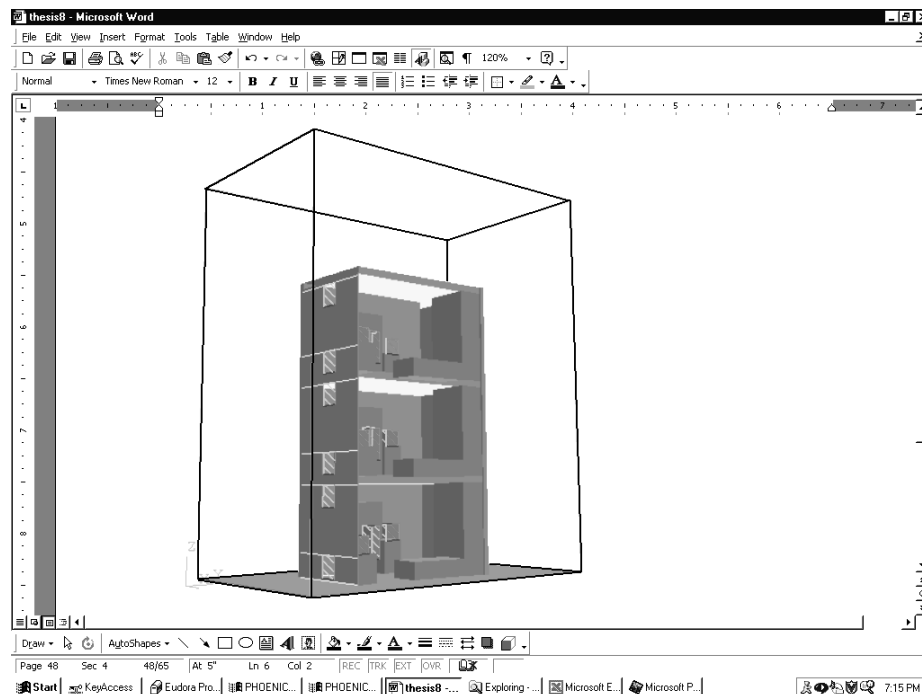 thesis8 - Microsoft Word
File Edit View Insert Format Tools Table Window Help
120%
Normal Times New Roman 12 B I U A
L 1 1 2 3 4 5 6 7
4
5
6
7
8
Z
X
Draw AutoShapes A
Page 48 Sec 4 48/65 At 5" Ln 6 Col 2 REC TRK EXT OVR
Start KeyAccess Eudora Pro... PHOENIC... PHOENIC... thesis8 -... Exploring - ... Microsoft E... Microsoft P... 7:15 PM